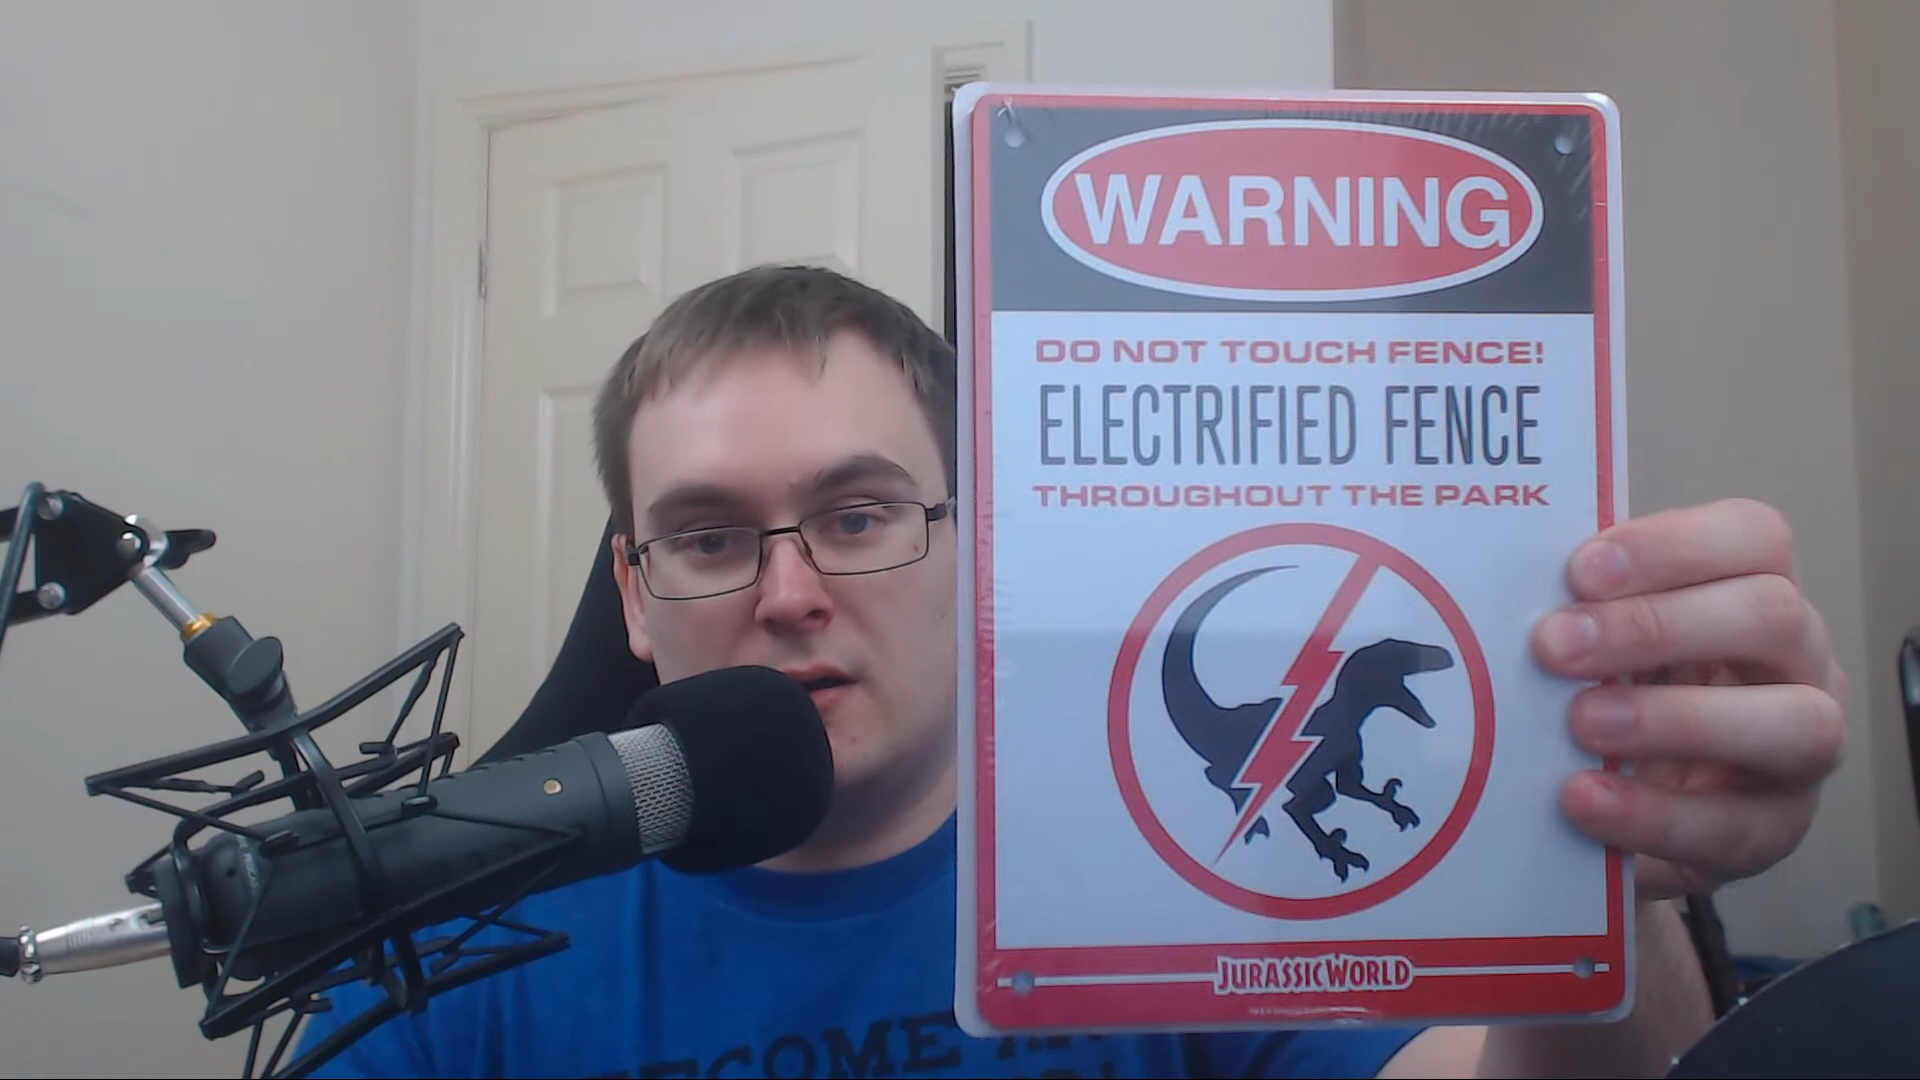 WARNING
DO NOT TOUCH FENCE!
ELECTRIFIED FENCE
THROUGHOUT THE PARK
JURASSIC WORLD